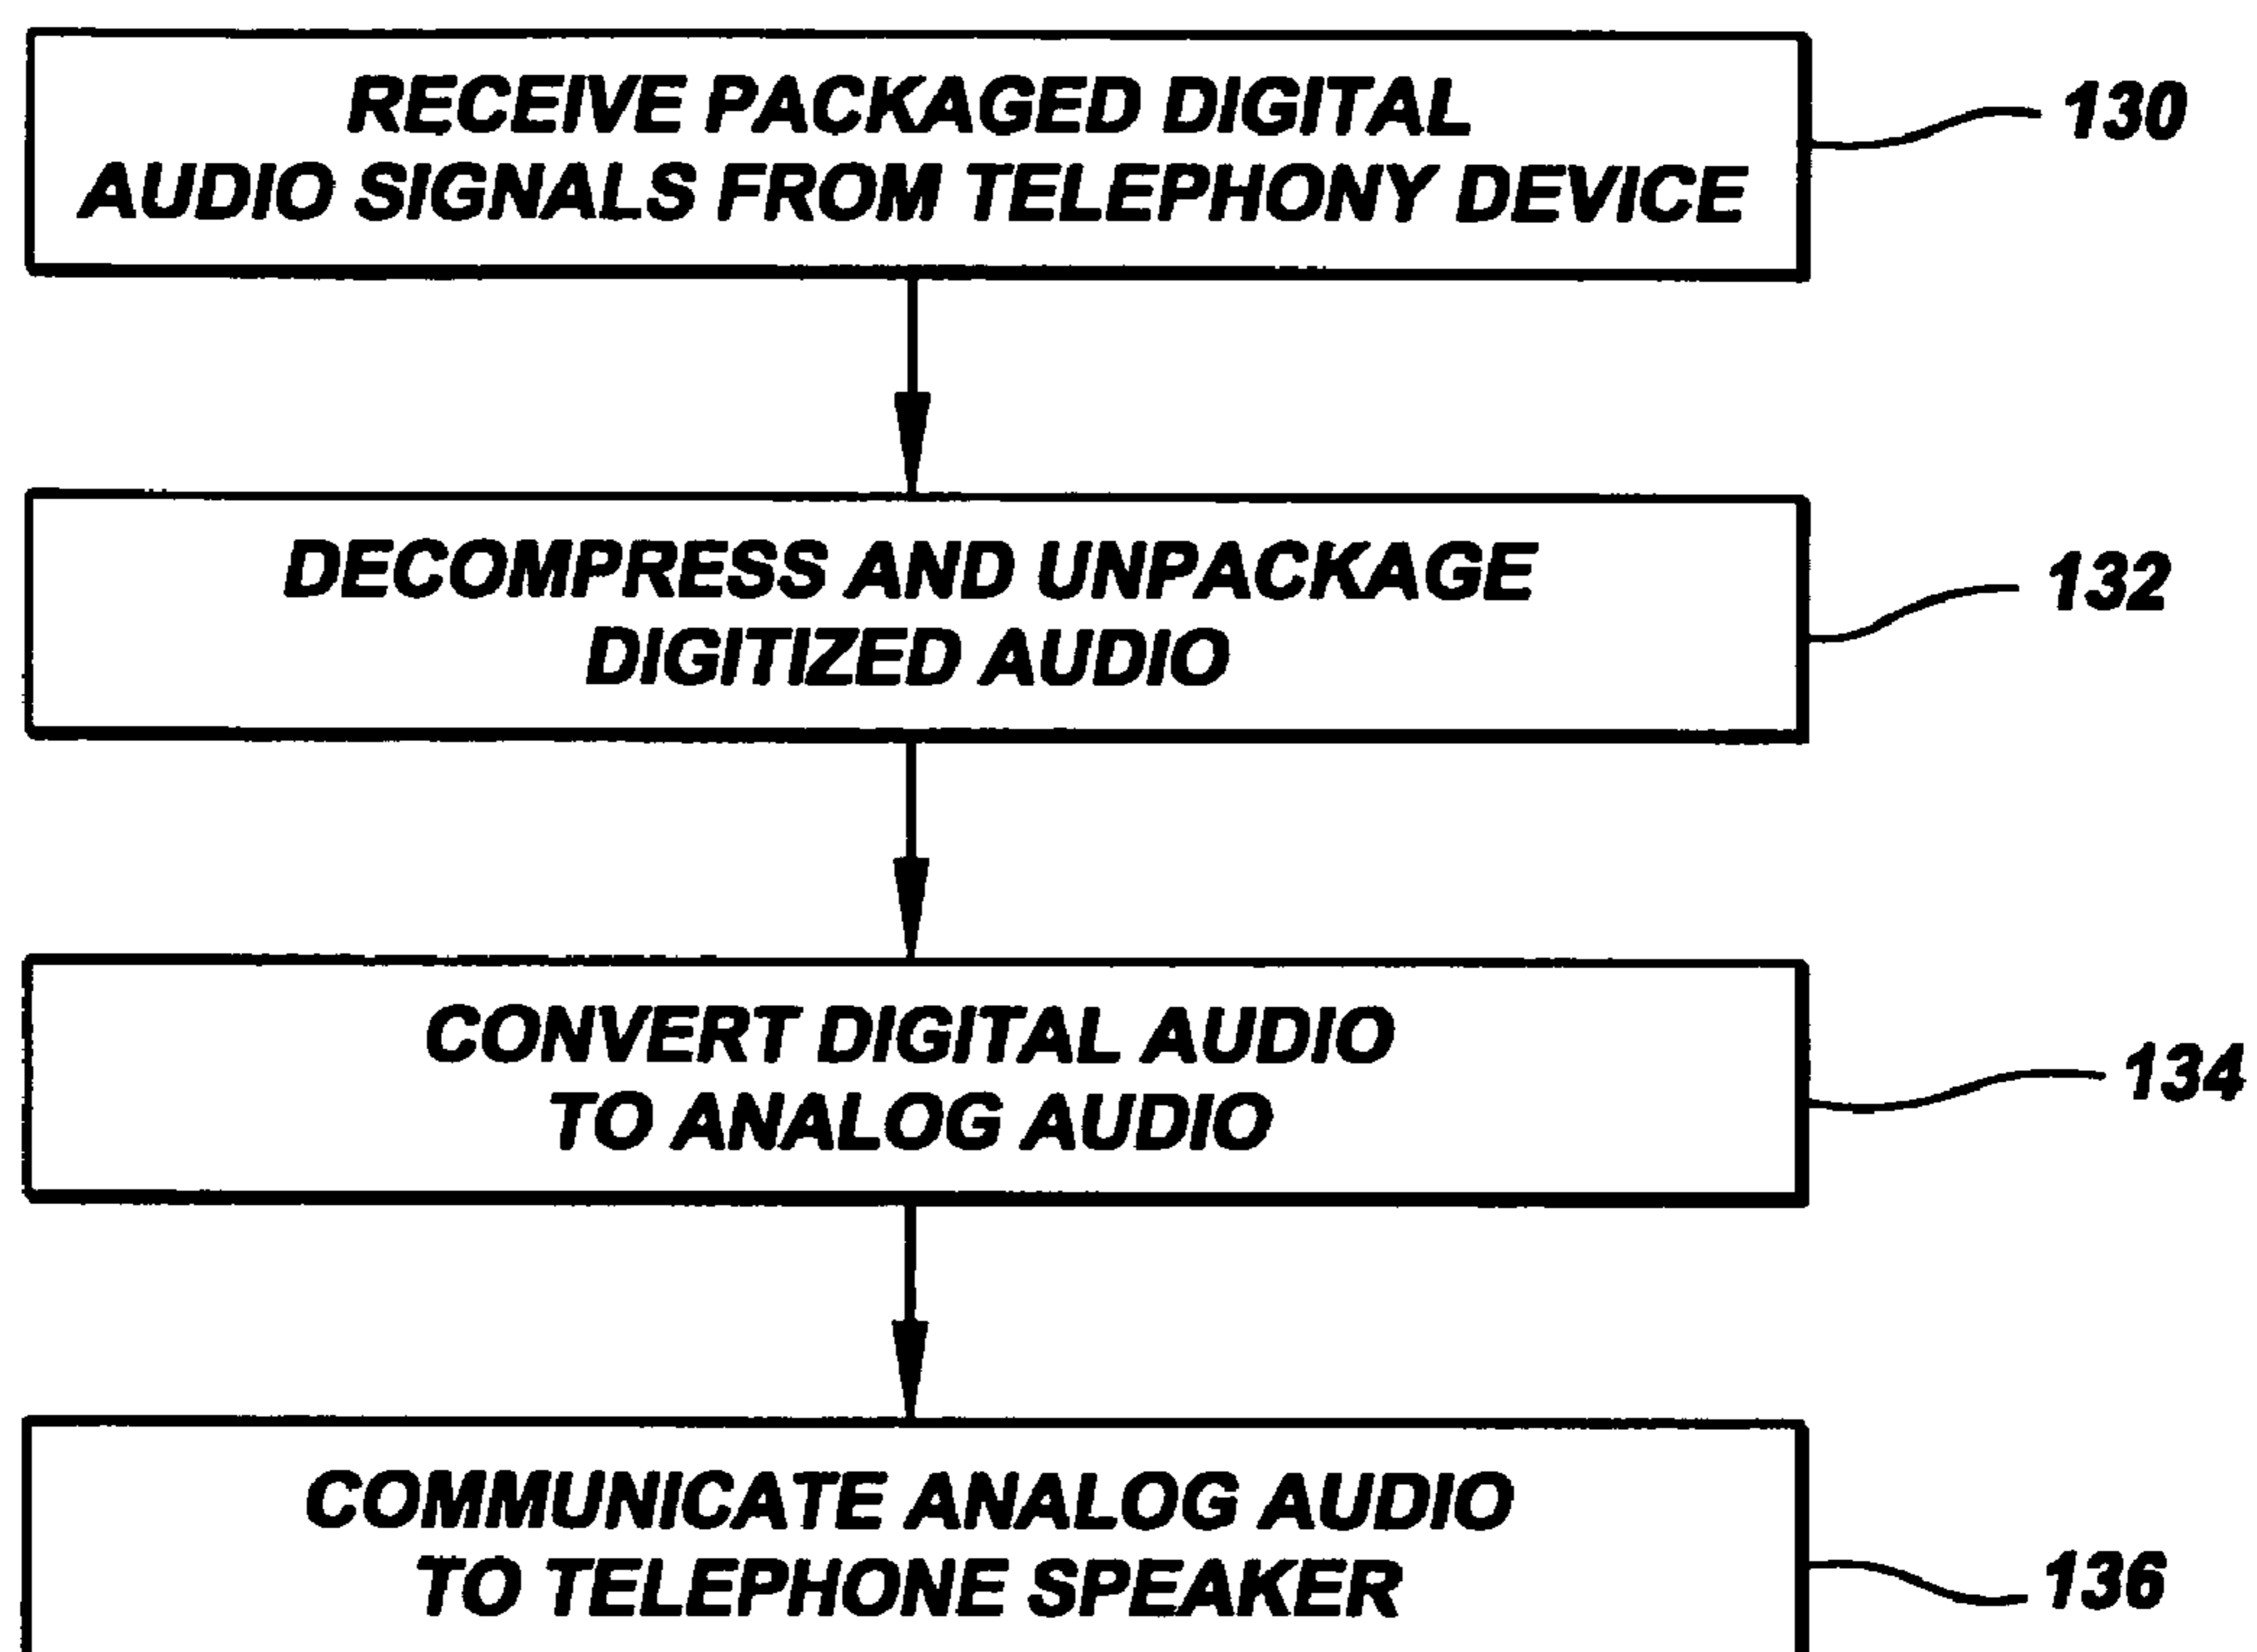 RECEIVE PACKAGED DIGITAL
AUDIO SIGNALS FROM TELEPHONY DEVICE
130
DECOMPRESS AND UNPACKAGE
DIGITIZED AUDIO
132
CONVERT DIGITAL AUDIO
TO ANALOG AUDIO
134
COMMUNICATE ANALOG AUDIO
TO TELEPHONE SPEAKER
136